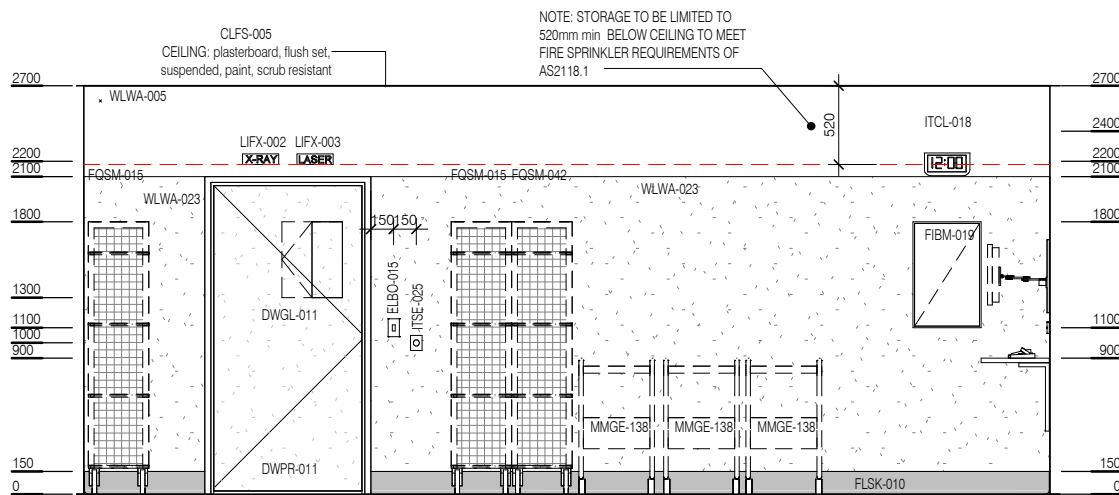 NOTE: STORAGE TO BE LIMITED TO
520mm min BELOW CEILING TO MEET
FIRE SPRINKLER REQUIREMENTS OF
AS2118.1
CLFS-005
CEILING: plasterboard, flush set,
suspended, paint, scrub resistant
2700
2700
WLWA-005
520
ITCL-018
2400
LIFX-002 LIFX-003
X-RAY LASER
12:00
2200
2200
2100
2100
FQSM-015
FQSM-015 FQSM-042
WLWA-023
WLWA-023
1800
1800
150 150
FIBM-019
ELBO-015
ITSE-025
1300
DWGL-011
1100
1100
1000
900
900
MMGE-138 MMGE-138 MMGE-138
DWPR-011
150
150
FLSK-010
0
0